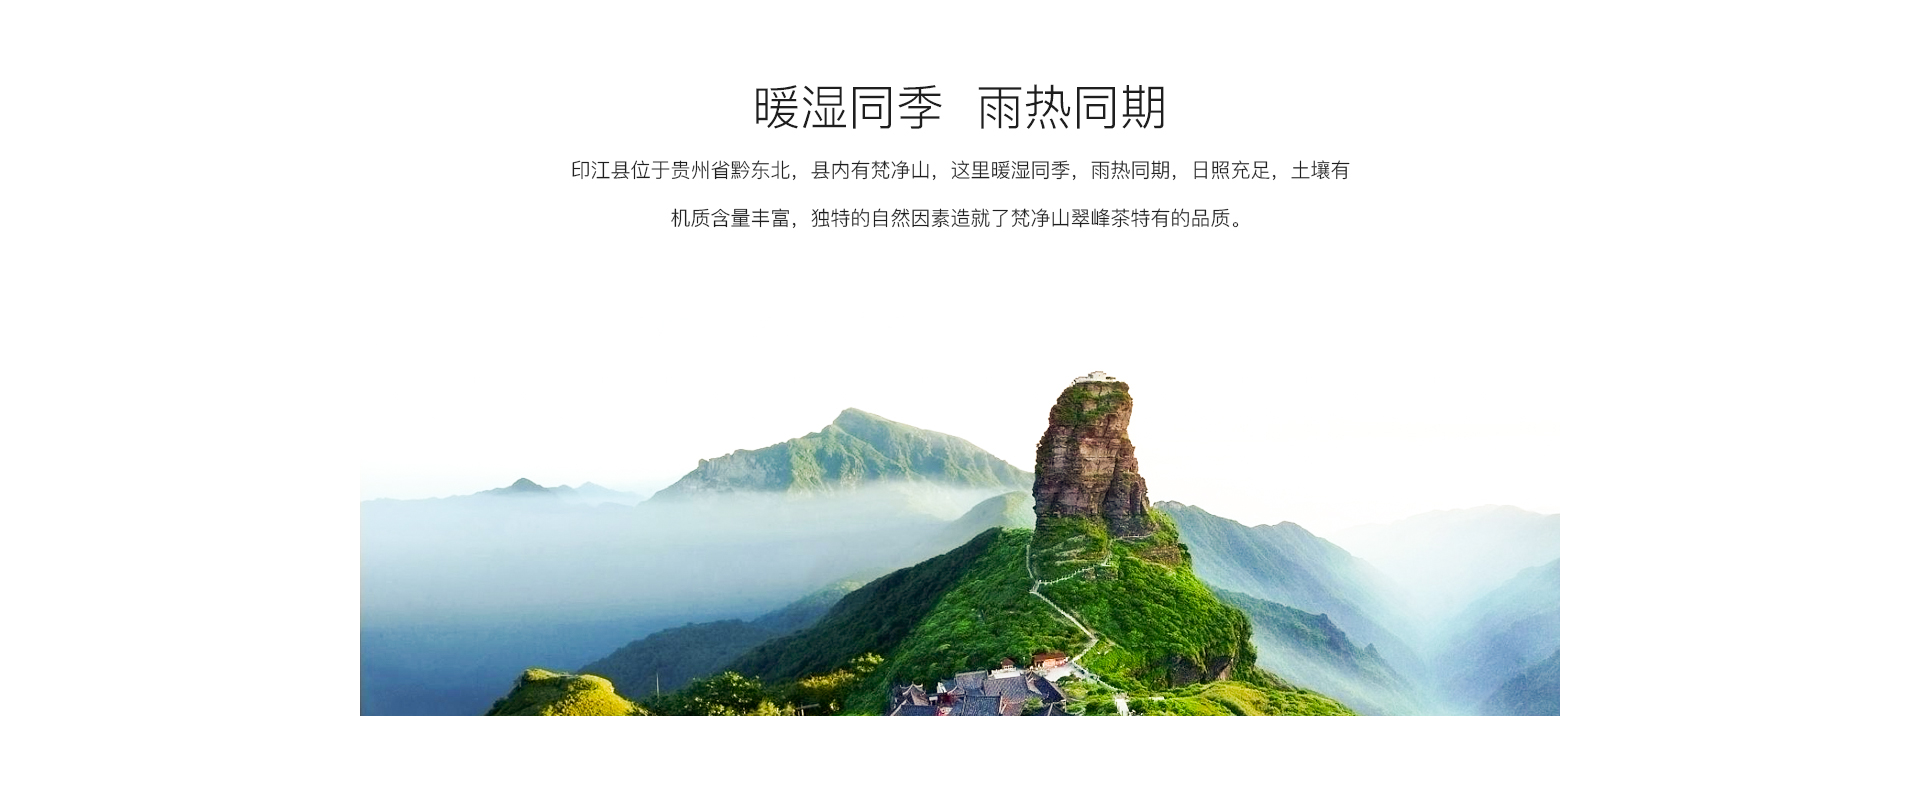 暖湿同季 雨热同期
印江县位于贵州省黔东北，县内有梵净山，这里暖湿同季，雨热同期，日照充足，土壤有
机质含量丰富，独特的自然因素造就了梵净山翠峰茶特有的品质。